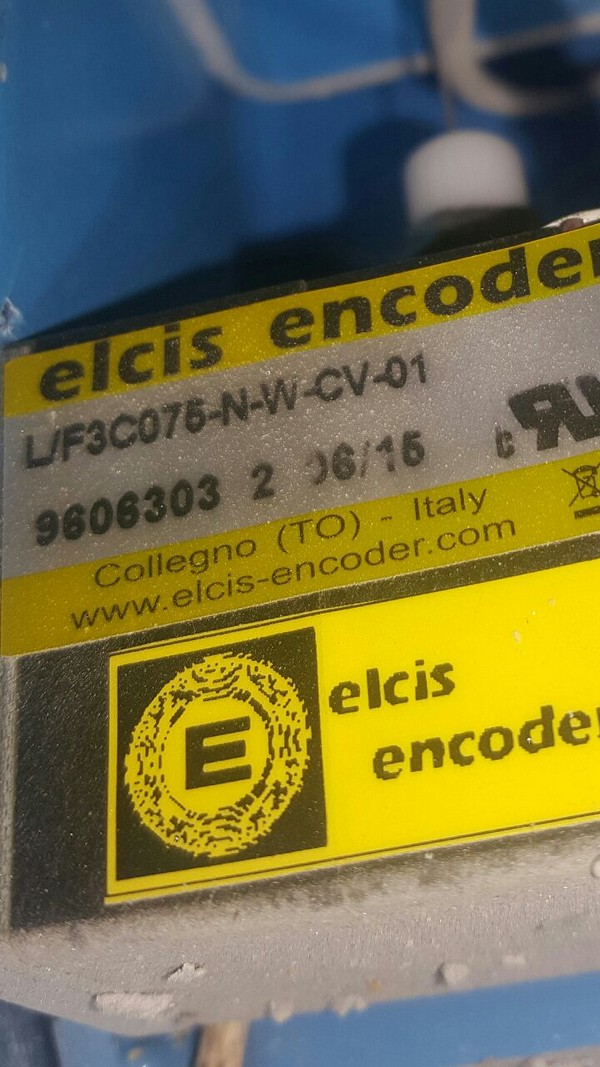 elcis encoder
L/F3C075-N-W-CV-01
9606303 2 06/15
Collegno (TO) - Italy
www.elcis-encoder.com
E
elcis
encoder